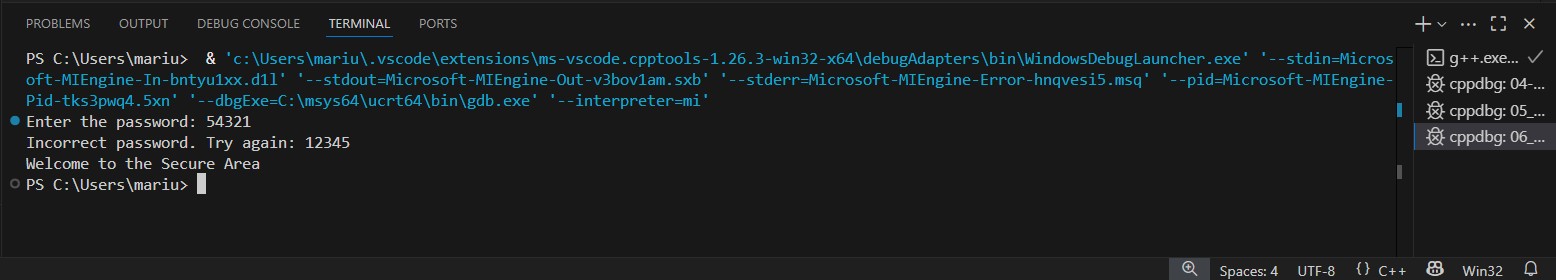 PROBLEMS OUTPUT DEBUG CONSOLE TERMINAL PORTS
PS C:\Users\mariu>  & 'c:\Users\mariu\.vscode\extensions\ms-vscode.cpptools-1.26.3-win32-x64\debugAdapters\bin\WindowsDebugLauncher.exe' '--stdin=Micros
oft-MIEngine-In-bntyu1xx.d1l' '--stdout=Microsoft-MIEngine-Out-v3bov1am.sxb' '--stderr=Microsoft-MIEngine-Error-hnqvesi5.msq' '--pid=Microsoft-MIEngine-
Pid-tks3pwq4.5xn' '--dbgExe=C:\msys64\ucrt64\bin\gdb.exe' '--interpreter=mi'
Enter the password: 54321
Incorrect password. Try again: 12345
Welcome to the Secure Area
PS C:\Users\mariu>
g++.exe...
cppdbg: 04-...
cppdbg: 05_...
cppdbg: 06_...
Spaces: 4 UTF-8 {} C++ Win32